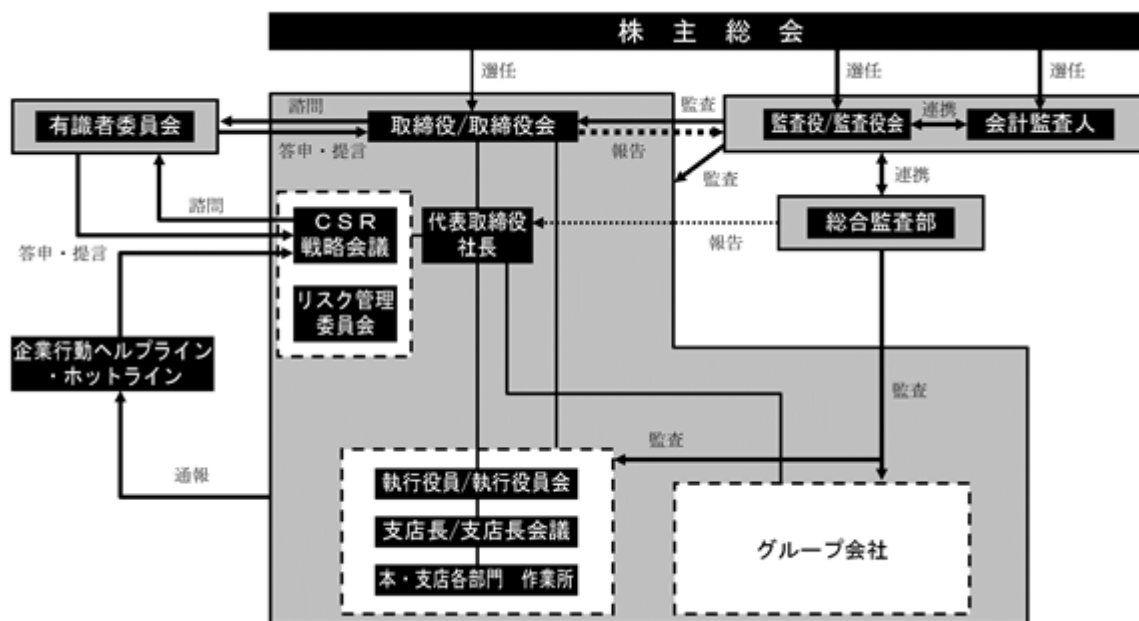 株 主 総 会
選任
選任
選任
有識者委員会
諮問
答申・提言
取締役/取締役会
監査
報告
監査
監査役/監査役会
連携
会計監査人
連携
諮問
答申・提言
CSR
戦略会議
代表取締役
社長
報告
総合監査部
リスク管理
委員会
企業行動ヘルプライン
・ホットライン
監査
監査
通報
執行役員/執行役員会
支店長/支店長会議
本・支店各部門 作業所
グループ会社